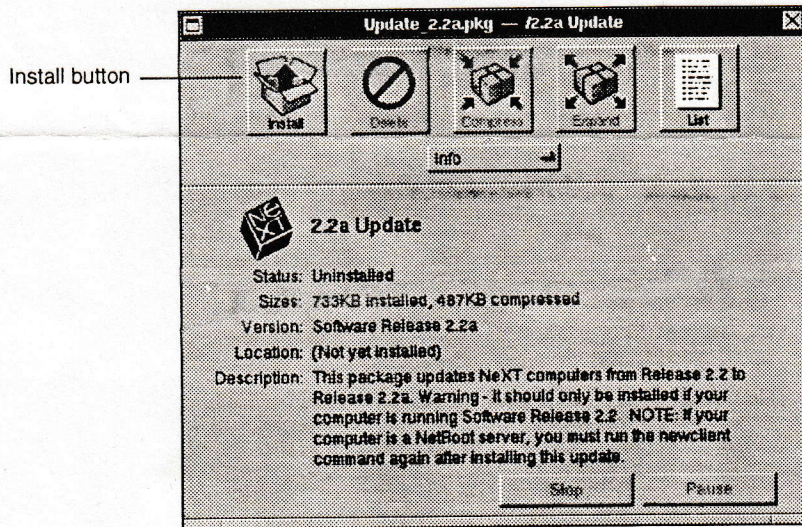 Update_2.2a.pkg — /2.2a Update
Install button
Install
Delete
Compress
Expand
List
Info
NeXT
2.2a Update
Status: Uninstalled
Sizes: 733KB installed, 487KB compressed
Version: Software Release 2.2a
Location: (Not yet installed)
Description: This package updates NeXT computers from Release 2.2 to
Release 2.2a. Warning - it should only be installed if your
computer is running Software Release 2.2  NOTE: If your
computer is a NetBoot server, you must run the newclient
command again after installing this update.
Stop
Pause